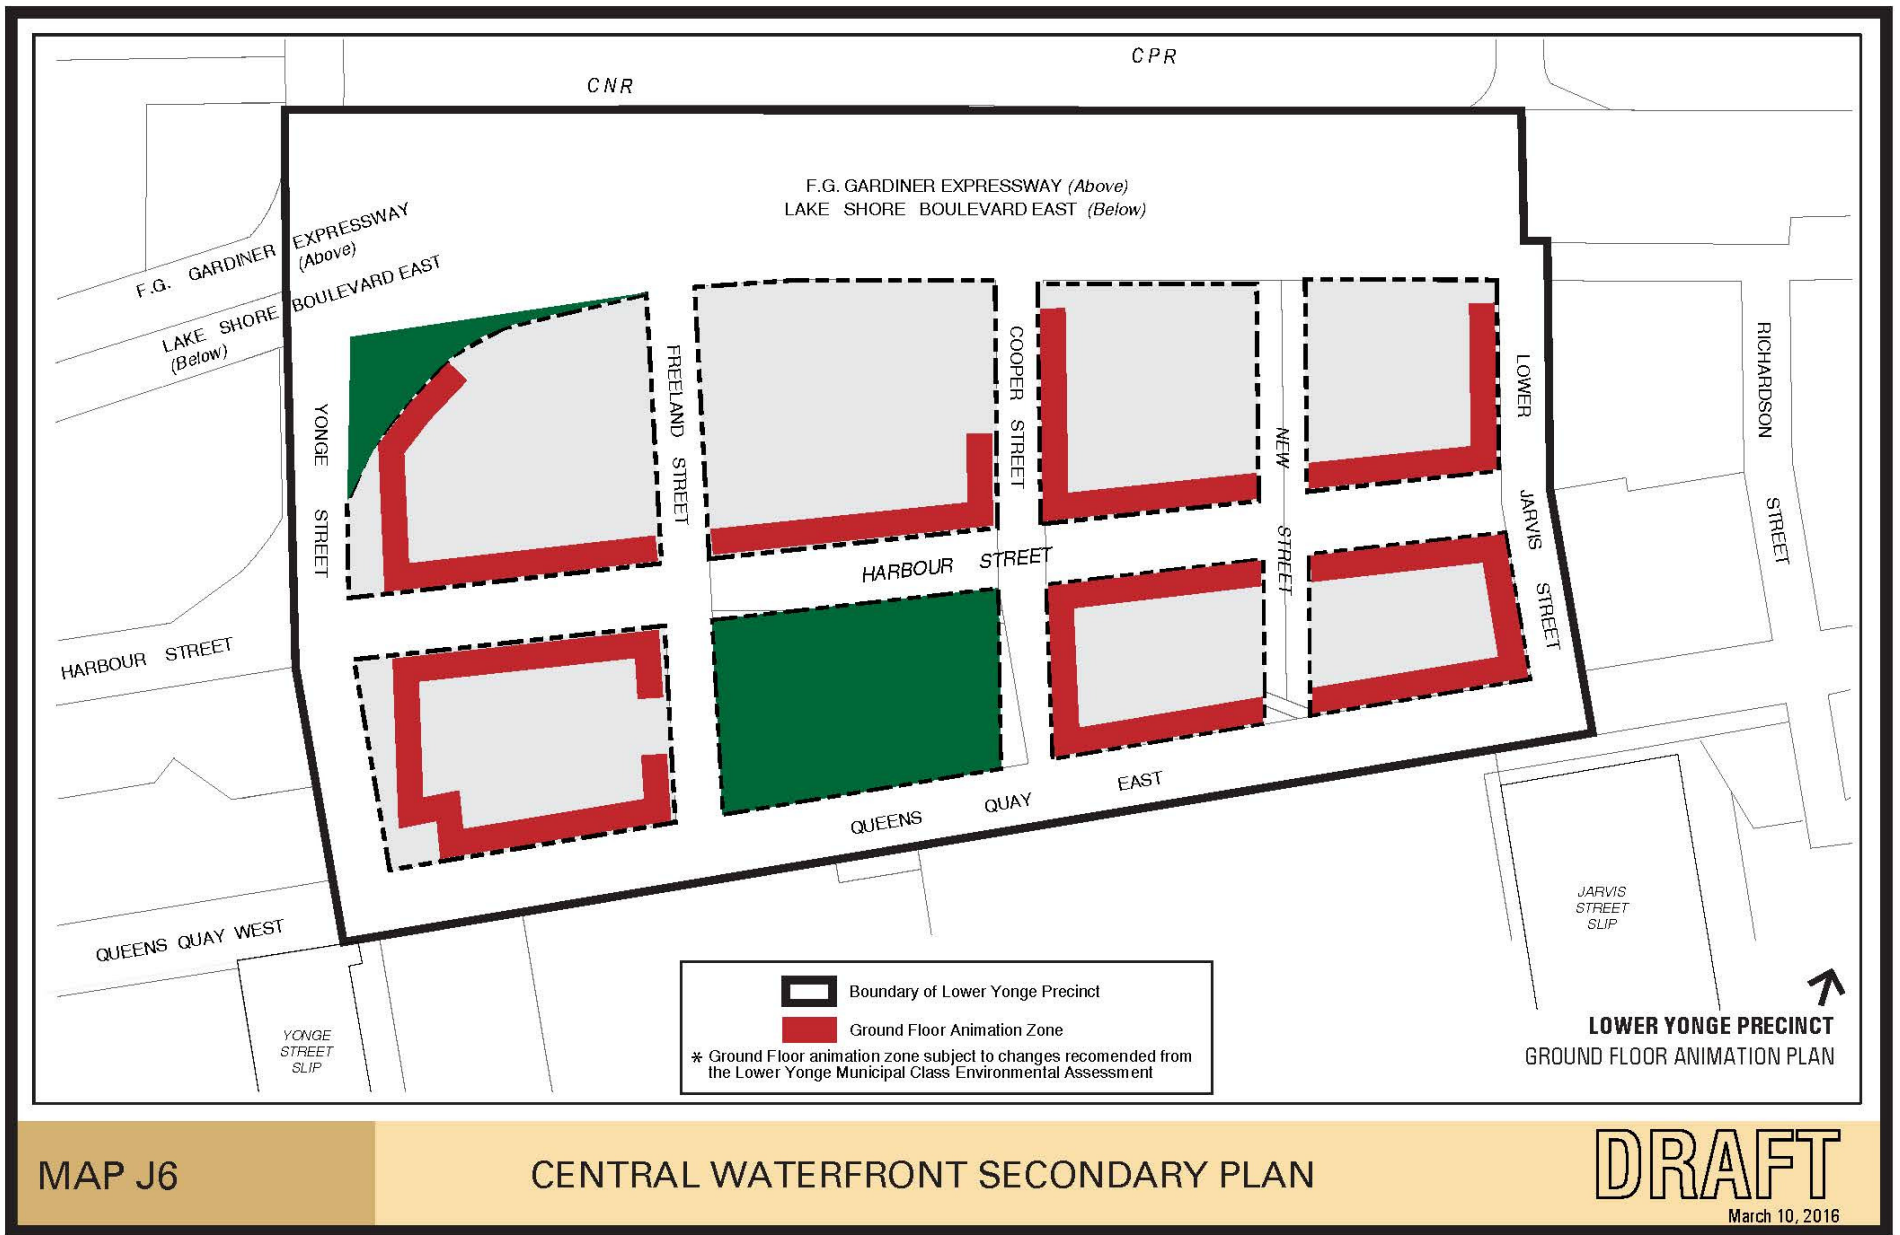 CPR
CNR
F.G. GARDINER EXPRESSWAY (Above)
LAKE SHORE BOULEVARD EAST (Below)
F.G. GARDINER EXPRESSWAY
(Above)
LAKE SHORE BOULEVARD EAST
(Below)
YONGE STREET
FREELAND STREET
COOPER STREET
NEW STREET
LOWER JARVIS STREET
RICHARDSON STREET
HARBOUR STREET
HARBOUR STREET
QUEENS QUAY EAST
QUEENS QUAY WEST
YONGE
STREET
SLIP
JARVIS
STREET
SLIP
Boundary of Lower Yonge Precinct
Ground Floor Animation Zone
* Ground Floor animation zone subject to changes recomended from
the Lower Yonge Municipal Class Environmental Assessment
LOWER YONGE PRECINCT
GROUND FLOOR ANIMATION PLAN
MAP J6
CENTRAL WATERFRONT SECONDARY PLAN
DRAFT
March 10, 2016